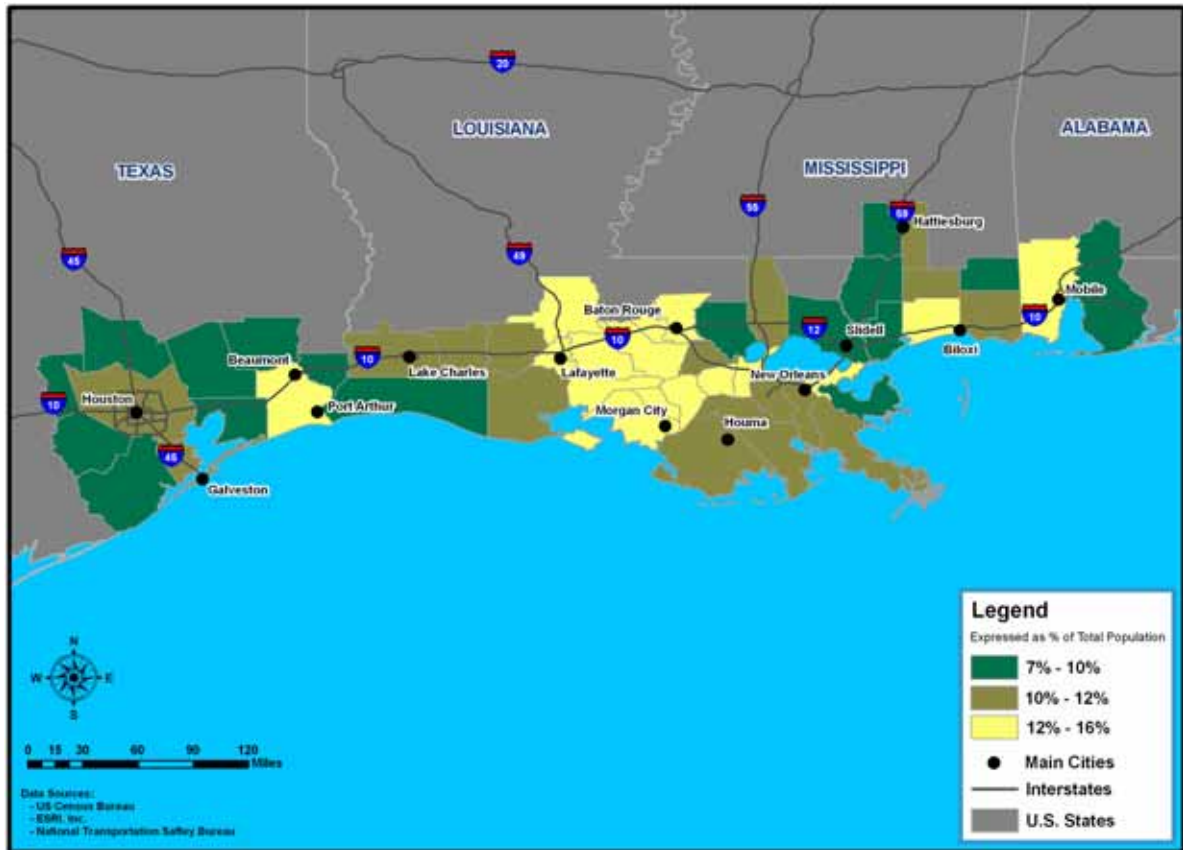 20
LOUISIANA
ALABAMA
TEXAS
MISSISSIPPI
55
59
Hattiesburg
45
49
Baton Rouge
Mobile
10
12
Slidell
10
Beaumont
10
Biloxi
Lake Charles
Lafayette
New Orleans
10
Houston
Port Arthur
Morgan City
Houma
45
Galveston
Legend
Expressed as % of Total Population
7% - 10%
10% - 12%
12% - 16%
Main Cities
Interstates
U.S. States
N
W E
S
0 15 30 60 90 120
Miles
Data Sources:
- US Census Bureau
- ESRI, Inc.
- National Transportation Saftey Bureau